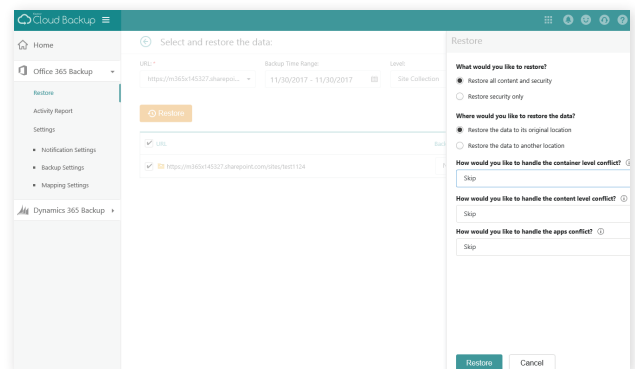 Cloud Backup
Home
Office 365 Backup
Restore
Activity Report
Settings
Notification Settings
Backup Settings
Mapping Settings
Dynamics 365 Backup
Select and restore the data:
URL:*
Backup Time Range:
Level:
https://m365x145327.sharepoi...
11/30/2017 - 11/30/2017
Site Collection
Restore
URL
Bac
https://m365x145327.sharepoint.com/sites/test1124
Restore
What would you like to restore?
Restore all content and security
Restore security only
Where would you like to restore the data?
Restore the data to its original location
Restore the data to another location
How would you like to handle the container level conflict?
Skip
How would you like to handle the content level conflict?
Skip
How would you like to handle the apps conflict?
Skip
Restore
Cancel